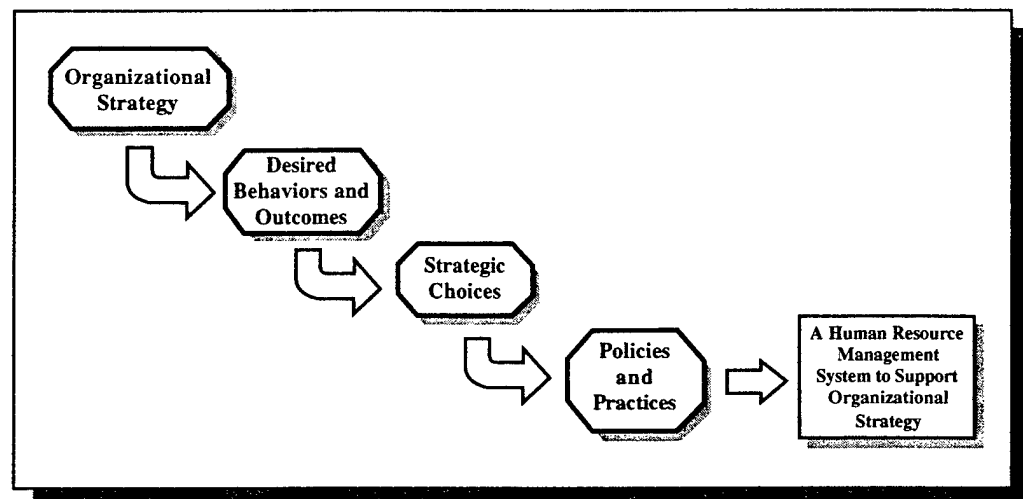 Organizational
Strategy
Desired
Behaviors and
Outcomes
Strategic
Choices
Policies
and
Practices
A Human Resource
Management
System to Support
Organizational
Strategy